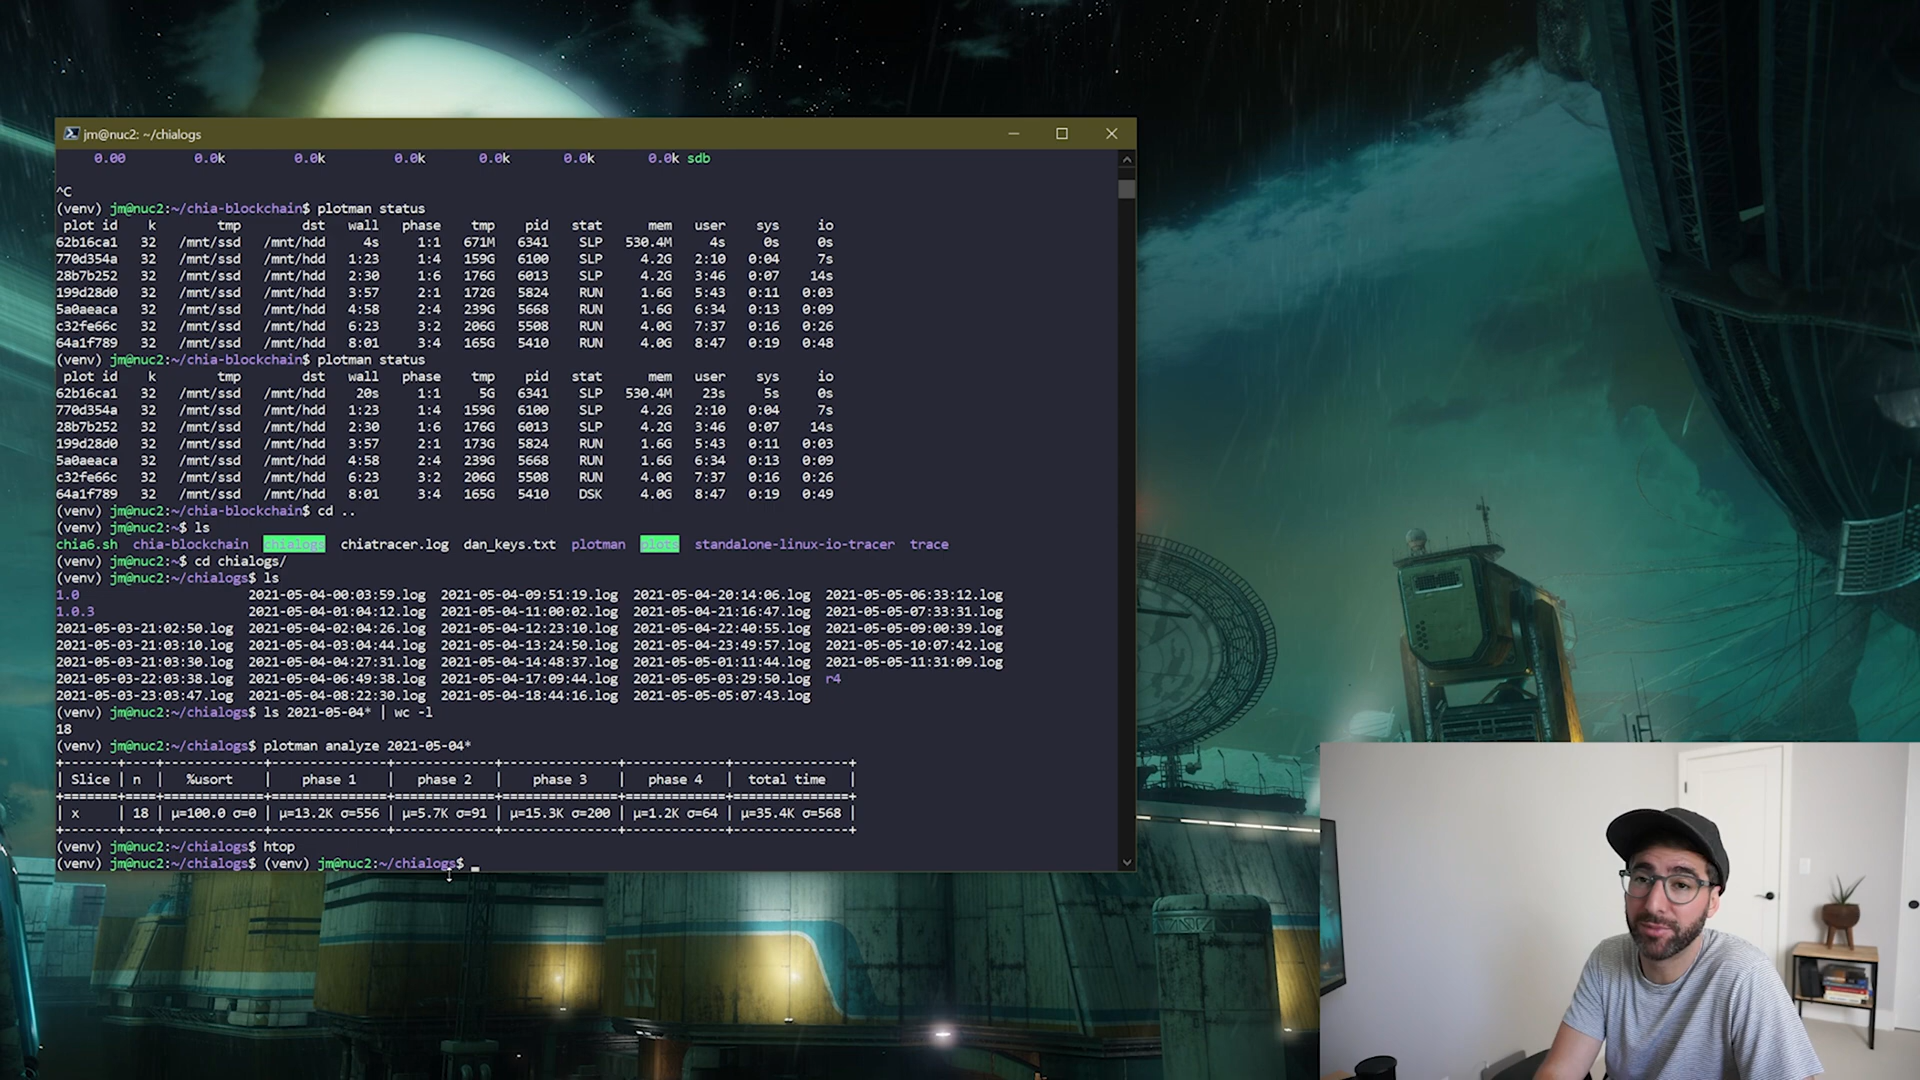 jm@nuc2: ~/chialogs
0.00 0.0k 0.0k 0.0k 0.0k 0.0k 0.0k sdb
^C
(venv) jm@nuc2:~/chia-blockchain$ plotman status
plot id k tmp dst wall phase tmp pid stat mem user sys io
62b16ca1 32 /mnt/ssd /mnt/hdd 4s 1:1 671M 6341 SLP 530.4M 4s 0s 0s
770d354a 32 /mnt/ssd /mnt/hdd 1:23 1:4 159G 6100 SLP 4.2G 2:10 0:04 7s
28b7b252 32 /mnt/ssd /mnt/hdd 2:30 1:6 176G 6013 SLP 4.2G 3:46 0:07 14s
199d28d0 32 /mnt/ssd /mnt/hdd 3:57 2:1 172G 5824 RUN 1.6G 5:43 0:11 0:03
5a0aeaca 32 /mnt/ssd /mnt/hdd 4:58 2:4 239G 5668 RUN 1.6G 6:34 0:13 0:09
c32fe66c 32 /mnt/ssd /mnt/hdd 6:23 3:2 206G 5508 RUN 4.0G 7:37 0:16 0:26
64a1f789 32 /mnt/ssd /mnt/hdd 8:01 3:4 165G 5410 RUN 4.0G 8:47 0:19 0:48
(venv) jm@nuc2:~/chia-blockchain$ plotman status
plot id k tmp dst wall phase tmp pid stat mem user sys io
62b16ca1 32 /mnt/ssd /mnt/hdd 20s 1:1 5G 6341 SLP 530.4M 23s 5s 0s
770d354a 32 /mnt/ssd /mnt/hdd 1:23 1:4 159G 6100 SLP 4.2G 2:10 0:04 7s
28b7b252 32 /mnt/ssd /mnt/hdd 2:30 1:6 176G 6013 SLP 4.2G 3:46 0:07 14s
199d28d0 32 /mnt/ssd /mnt/hdd 3:57 2:1 173G 5824 RUN 1.6G 5:43 0:11 0:03
5a0aeaca 32 /mnt/ssd /mnt/hdd 4:58 2:4 239G 5668 RUN 1.6G 6:34 0:13 0:09
c32fe66c 32 /mnt/ssd /mnt/hdd 6:23 3:2 206G 5508 RUN 4.0G 7:37 0:16 0:26
64a1f789 32 /mnt/ssd /mnt/hdd 8:01 3:4 165G 5410 DSK 4.0G 8:47 0:19 0:49
(venv) jm@nuc2:~/chia-blockchain$ cd ..
(venv) jm@nuc2:~$ ls
chia6.sh chia-blockchain chialogs chiatracer.log dan_keys.txt plotman plots standalone-linux-io-tracer trace
(venv) jm@nuc2:~$ cd chialogs/
(venv) jm@nuc2:~/chialogs$ ls
1.0 2021-05-04-00:03:59.log 2021-05-04-09:51:19.log 2021-05-04-20:14:06.log 2021-05-05-06:33:12.log
1.0.3 2021-05-04-01:04:12.log 2021-05-04-11:00:02.log 2021-05-04-21:16:47.log 2021-05-05-07:33:31.log
2021-05-03-21:02:50.log 2021-05-04-02:04:26.log 2021-05-04-12:23:10.log 2021-05-04-22:40:55.log 2021-05-05-09:00:39.log
2021-05-03-21:03:10.log 2021-05-04-03:04:44.log 2021-05-04-13:24:50.log 2021-05-04-23:49:57.log 2021-05-05-10:07:42.log
2021-05-03-21:03:30.log 2021-05-04-04:27:31.log 2021-05-04-14:48:37.log 2021-05-05-01:11:44.log 2021-05-05-11:31:09.log
2021-05-03-22:03:38.log 2021-05-04-06:49:38.log 2021-05-04-17:09:44.log 2021-05-05-03:29:50.log r4
2021-05-03-23:03:47.log 2021-05-04-08:22:30.log 2021-05-04-18:44:16.log 2021-05-05-05:07:43.log
(venv) jm@nuc2:~/chialogs$ ls 2021-05-04* | wc -l
18
(venv) jm@nuc2:~/chialogs$ plotman analyze 2021-05-04*
| Slice | n | %usort | phase 1 | phase 2 | phase 3 | phase 4 | total time |
| x | 18 | μ=100.0 σ=0 | μ=13.2K σ=556 | μ=5.7K σ=91 | μ=15.3K σ=200 | μ=1.2K σ=64 | μ=35.4K σ=568 |
(venv) jm@nuc2:~/chialogs$ htop
(venv) jm@nuc2:~/chialogs$ (venv) jm@nuc2:~/chialogs$ _